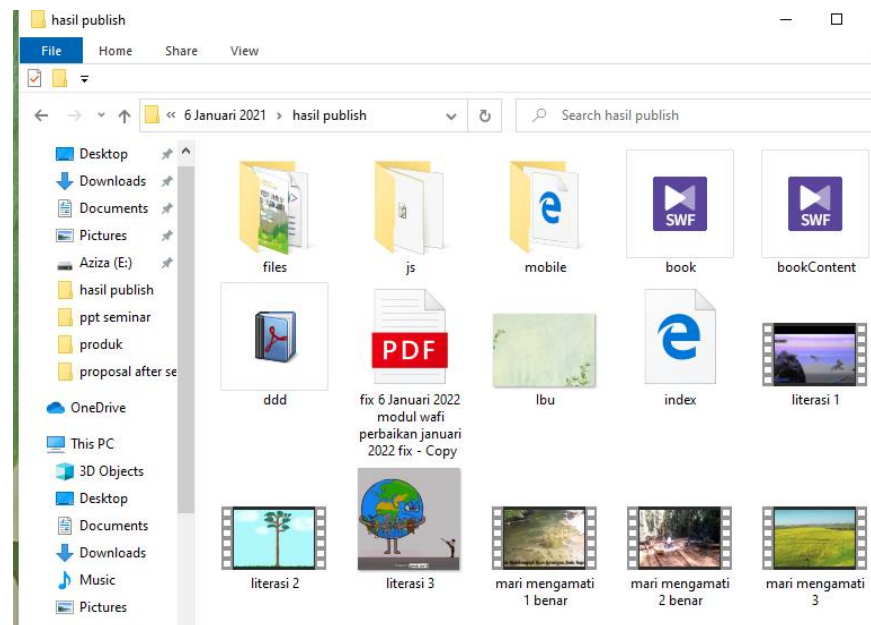 hasil publish
File Home Share View
« 6 Januari 2021 › hasil publish
Search hasil publish
Desktop
Downloads
Documents
Pictures
Aziza (E:)
hasil publish
ppt seminar
produk
proposal after se
OneDrive
This PC
3D Objects
Desktop
Documents
Downloads
Music
Pictures
files
js
mobile
SWF
book
SWF
bookContent
ddd
PDF
fix 6 Januari 2022
modul wafi
perbaikan januari
2022 fix - Copy
Ibu
index
literasi 1
literasi 2
literasi 3
mari mengamati
1 benar
mari mengamati
2 benar
mari mengamati
3